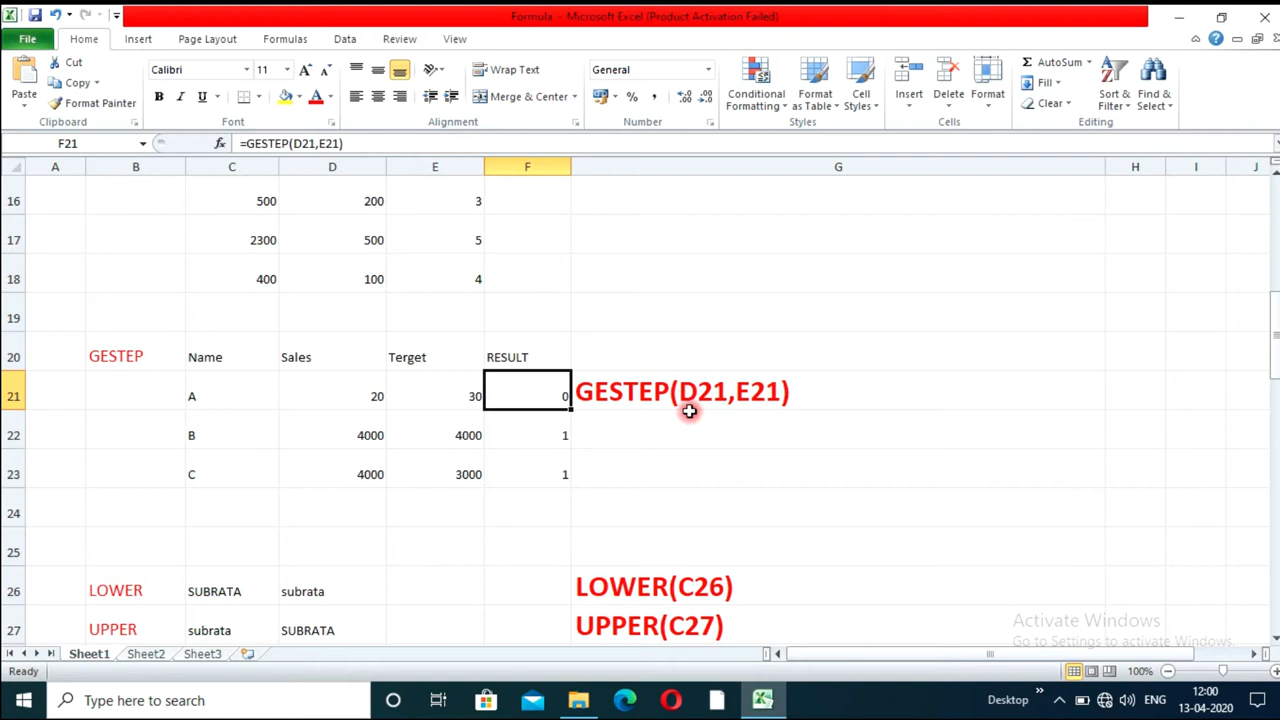 Formula. - Microsoft Excel (Product Activation Failed)
File Home Insert Page Layout Formulas Data Review View
Paste Cut Copy Format Painter Clipboard
Calibri 11 B I U Font
Wrap Text Merge & Center Alignment
General % , Number
Conditional Formatting Format as Table Cell Styles Styles
Insert Delete Format Cells
AutoSum Fill Clear Sort & Filter Find & Select Editing
F21 fx =GESTEP(D21,E21)
A B C D E F G H I J
16 500 200 3
17 2300 500 5
18 400 100 4
19
20 GESTEP Name Sales Terget RESULT
21 A 20 30 0 GESTEP(D21,E21)
22 B 4000 4000 1
23 C 4000 3000 1
24
25
26 LOWER SUBRATA subrata LOWER(C26)
27 UPPER subrata SUBRATA UPPER(C27)
Activate Windows
Go to Settings to activate Windows.
Sheet1 Sheet2 Sheet3
Ready 100%
Type here to search Desktop ENG 12:00
13-04-2020